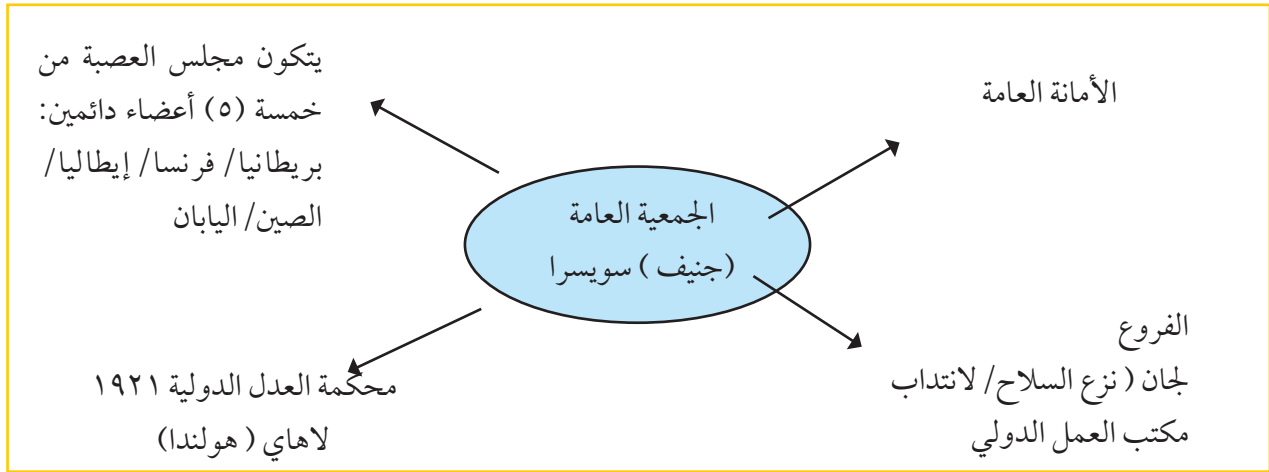 الأمانة العامة
يتكون مجلس العصبة من
خمسة (٥) أعضاء دائمين:
بريطانيا/ فرنسا/ إيطاليا/
الصين/ اليابان
الجمعية العامة
(جنيف ) سويسرا
الفروع
لجان ( نزع السلاح/ لانتداب
مكتب العمل الدولي
محكمة العدل الدولية ١٩٢١
لاهاي ( هولندا)